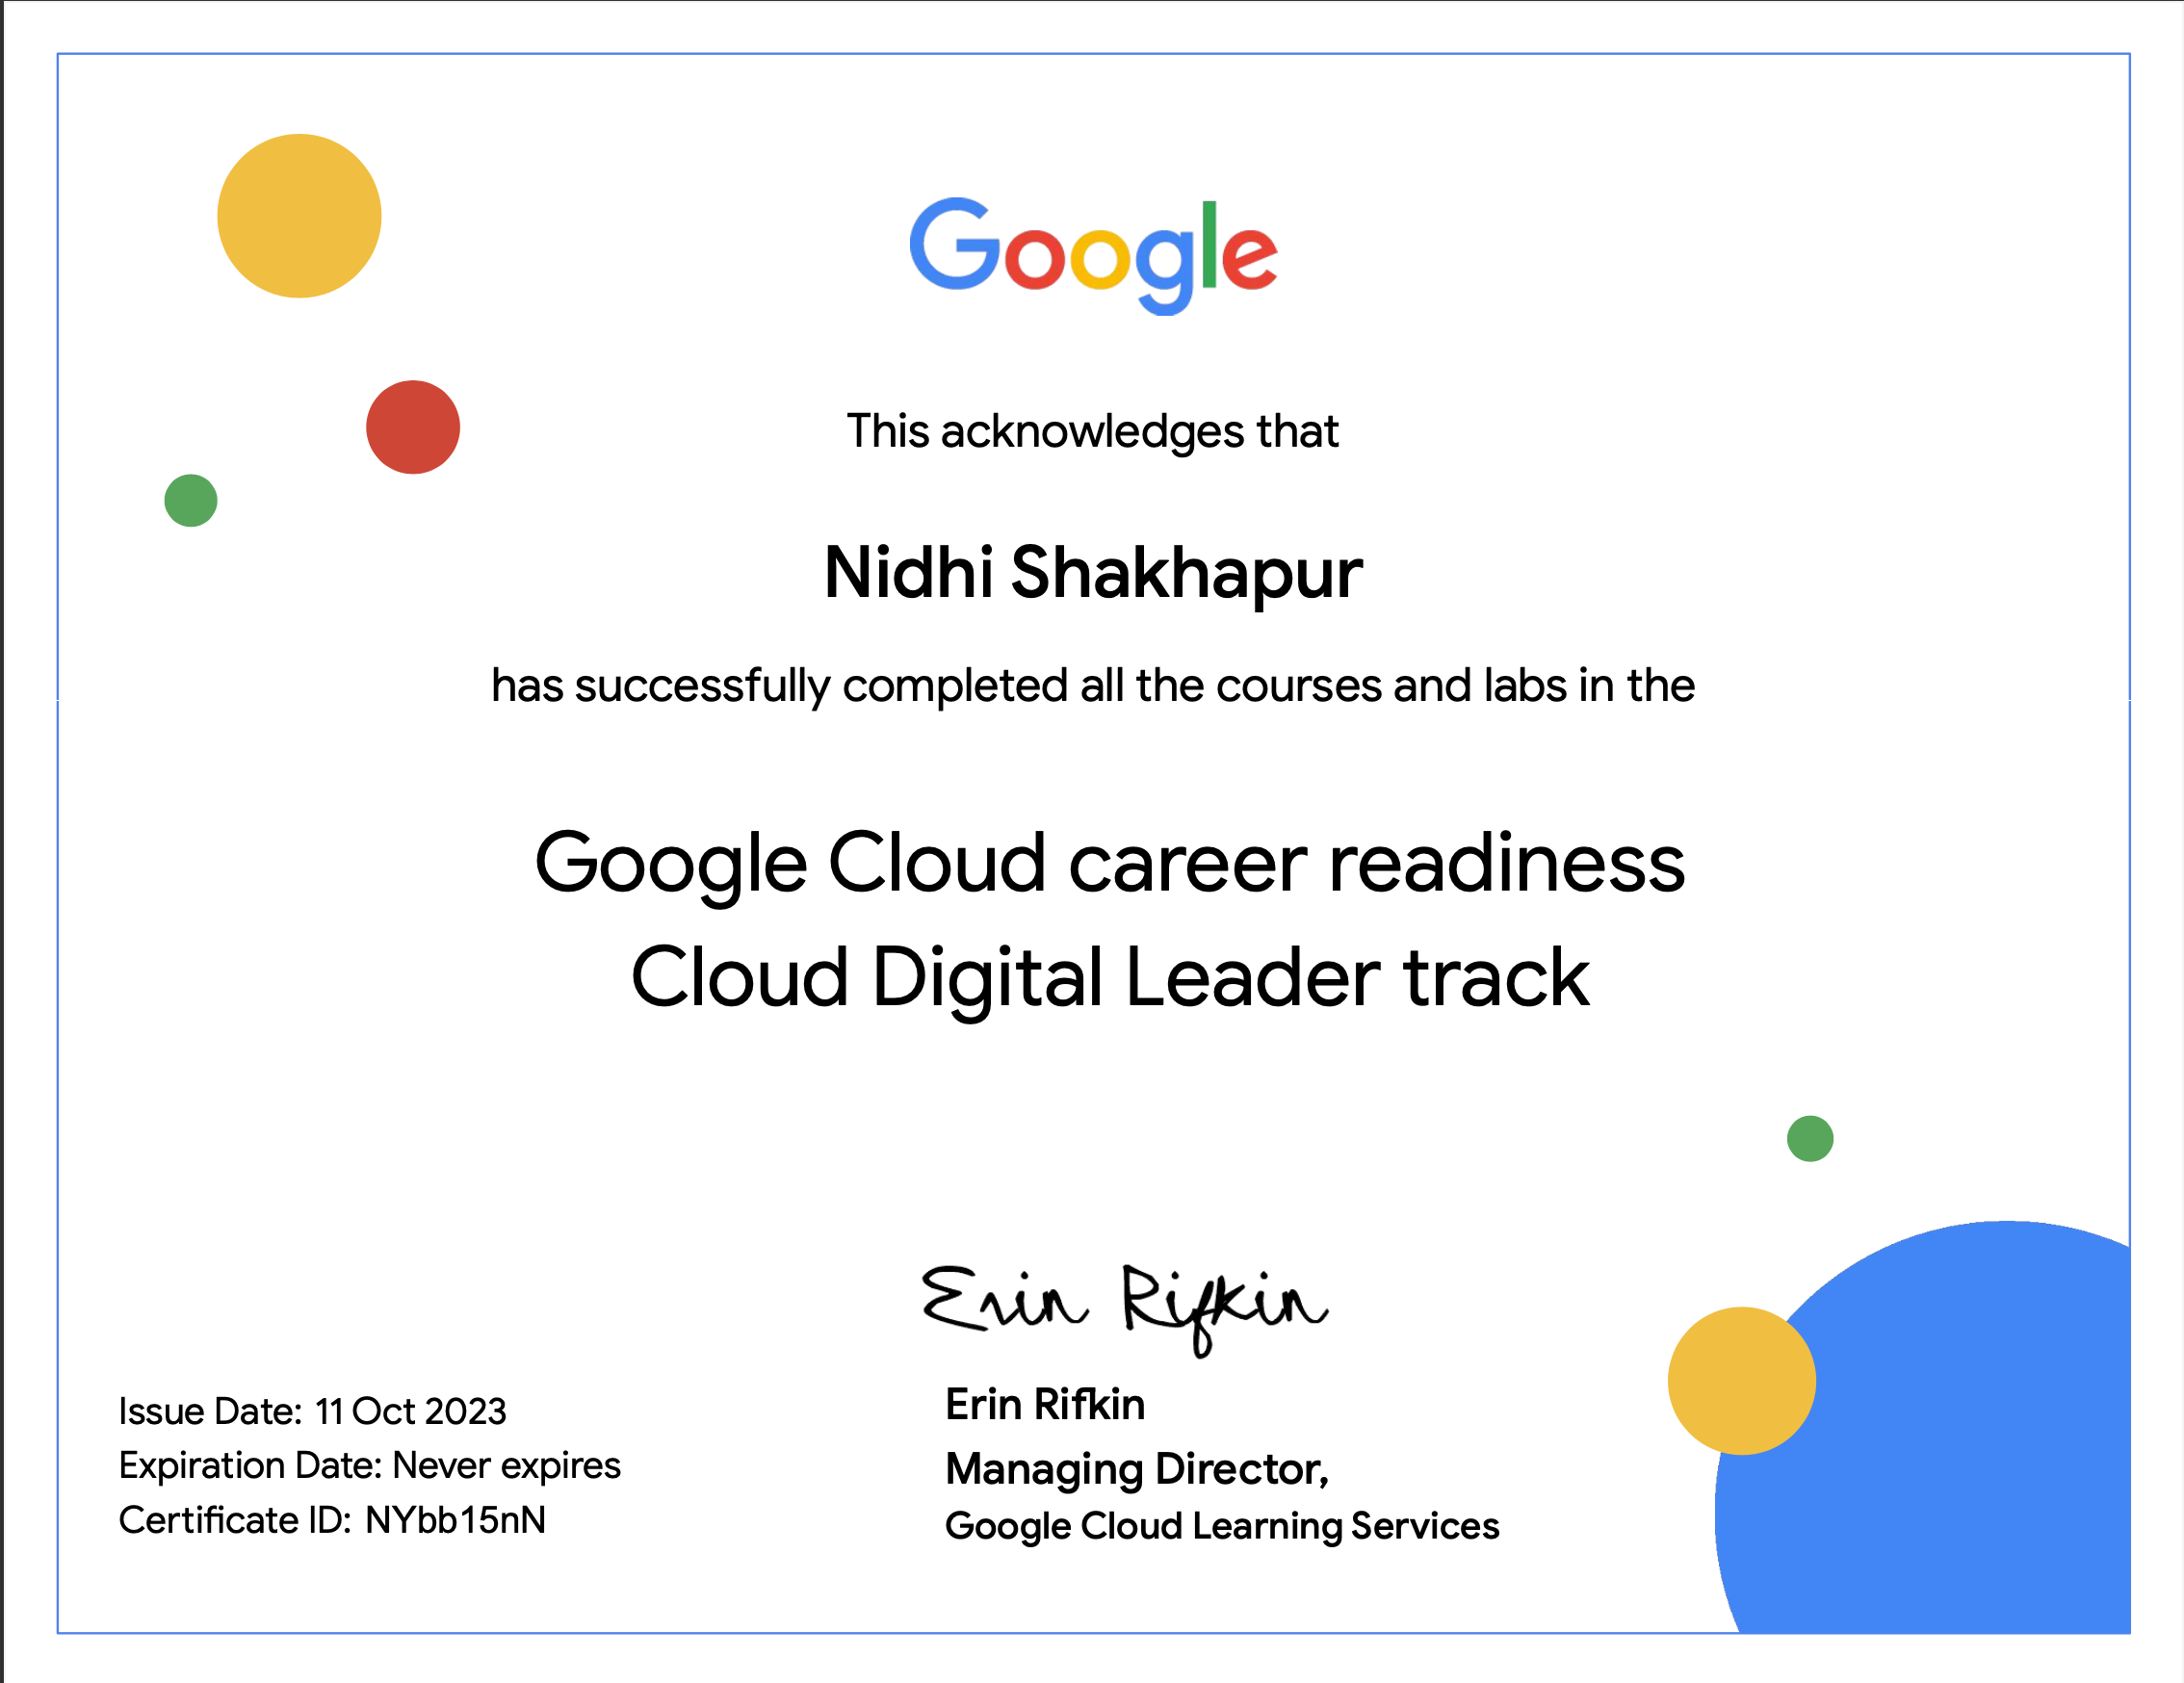 Google
This acknowledges that
Nidhi Shakhapur
has successfully completed all the courses and labs in the
Google Cloud career readiness
Cloud Digital Leader track
Erin Rifkin
Erin Rifkin
Managing Director,
Google Cloud Learning Services
Issue Date: 11 Oct 2023
Expiration Date: Never expires
Certificate ID: NYbb15nN